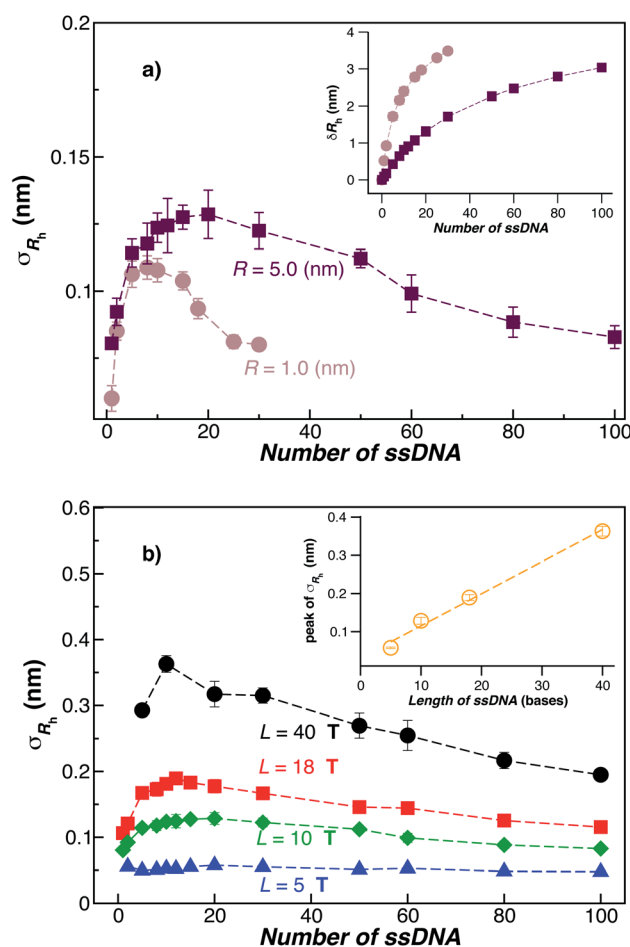 0.2
0.15
0.1
σRh (nm)
a)
4
3
2
1
0
δRh (nm)
0 20 40 60 80 100
Number of ssDNA
R = 5.0 (nm)
R = 1.0 (nm)
0 20 40 60 80 100
Number of ssDNA
0.6
0.5
0.4
0.3
0.2
0.1
0
σRh (nm)
b)
0.4
0.3
0.2
0.1
peak of σRh (nm)
0 10 20 30 40
Length of ssDNA (bases)
L = 40 T
L = 18 T
L = 10 T
L = 5 T
0 20 40 60 80 100
Number of ssDNA